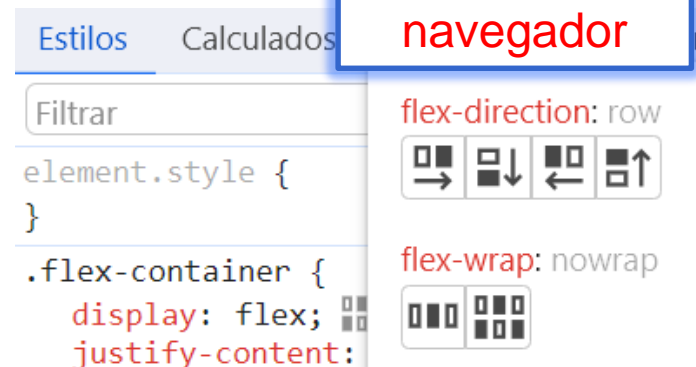 Estilos Calculados
navegador
Filtrar
element.style {
}
.flex-container {
display: flex;
justify-content:
flex-direction: row
flex-wrap: nowrap